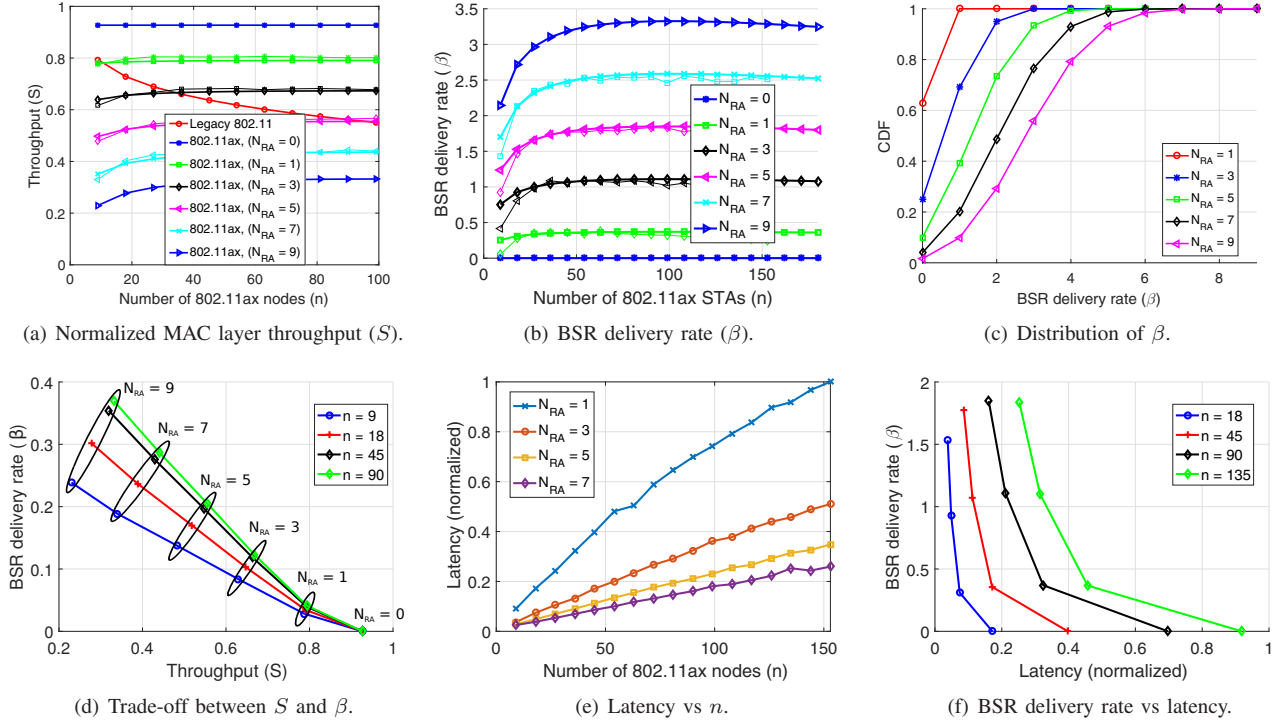 1
0.8
0.6
0.4
0.2
0
Throughput (S)
0 20 40 60 80 100
Number of 802.11ax nodes (n)
Legacy 802.11
802.11ax, (N_RA = 0)
802.11ax, (N_RA = 1)
802.11ax, (N_RA = 3)
802.11ax, (N_RA = 5)
802.11ax, (N_RA = 7)
802.11ax, (N_RA = 9)
(a) Normalized MAC layer throughput (S).
3.5
3
2.5
2
1.5
1
0.5
0
BSR delivery rate (β)
0 50 100 150
Number of 802.11ax STAs (n)
N_RA = 0
N_RA = 1
N_RA = 3
N_RA = 5
N_RA = 7
N_RA = 9
(b) BSR delivery rate (β).
1
0.8
0.6
0.4
0.2
0
CDF
0 2 4 6 8
BSR delivery rate (β)
N_RA = 1
N_RA = 3
N_RA = 5
N_RA = 7
N_RA = 9
(c) Distribution of β.
0.4
0.3
0.2
0.1
0
BSR delivery rate (β)
0.2 0.4 0.6 0.8 1
Throughput (S)
N_RA = 9
N_RA = 7
N_RA = 5
N_RA = 3
N_RA = 1
N_RA = 0
n = 9
n = 18
n = 45
n = 90
(d) Trade-off between S and β.
1
0.8
0.6
0.4
0.2
0
Latency (normalized)
0 50 100 150
Number of 802.11ax nodes (n)
N_RA = 1
N_RA = 3
N_RA = 5
N_RA = 7
(e) Latency vs n.
2
1.5
1
0.5
0
BSR delivery rate (β)
0 0.2 0.4 0.6 0.8 1
Latency (normalized)
n = 18
n = 45
n = 90
n = 135
(f) BSR delivery rate vs latency.